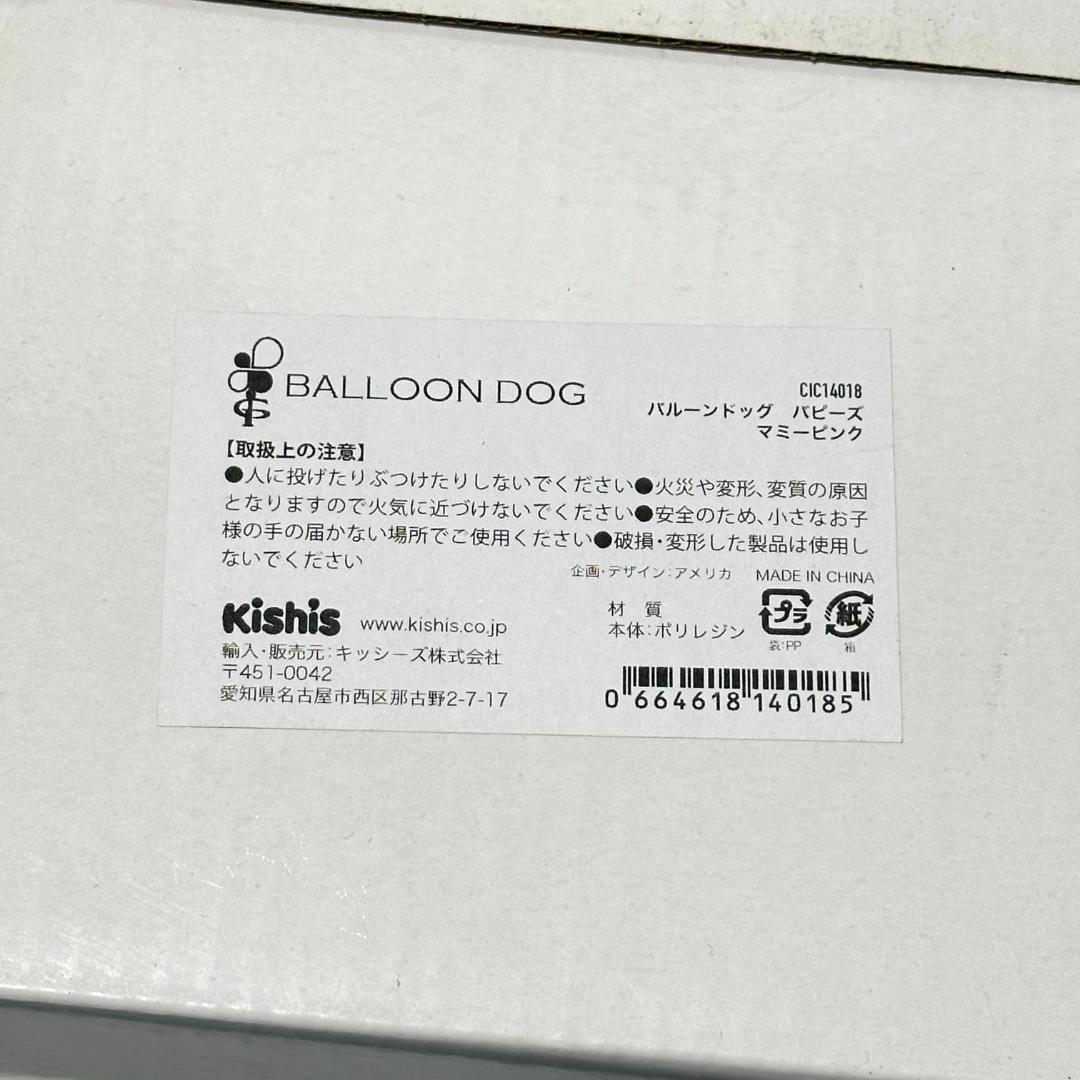 BALLOON DOG
CIC14018
バルーンドッグ パピーズ
マミーピンク
【取扱上の注意】
●人に投げたりぶつけたりしないでください●火災や変形、変質の原因
となりますので火気に近づけないでください●安全のため、小さなお子
様の手の届かない場所でご使用ください●破損・変形した製品は使用し
ないでください
企画・デザイン:アメリカ MADE IN CHINA
Kishi's www.kishis.co.jp
輸入・販売元:キッシーズ株式会社
〒451-0042
愛知県名古屋市西区那古野2-7-17
材 質
本体:ポリレジン
プラ 紙
袋:PP 箱
0 664618 140185